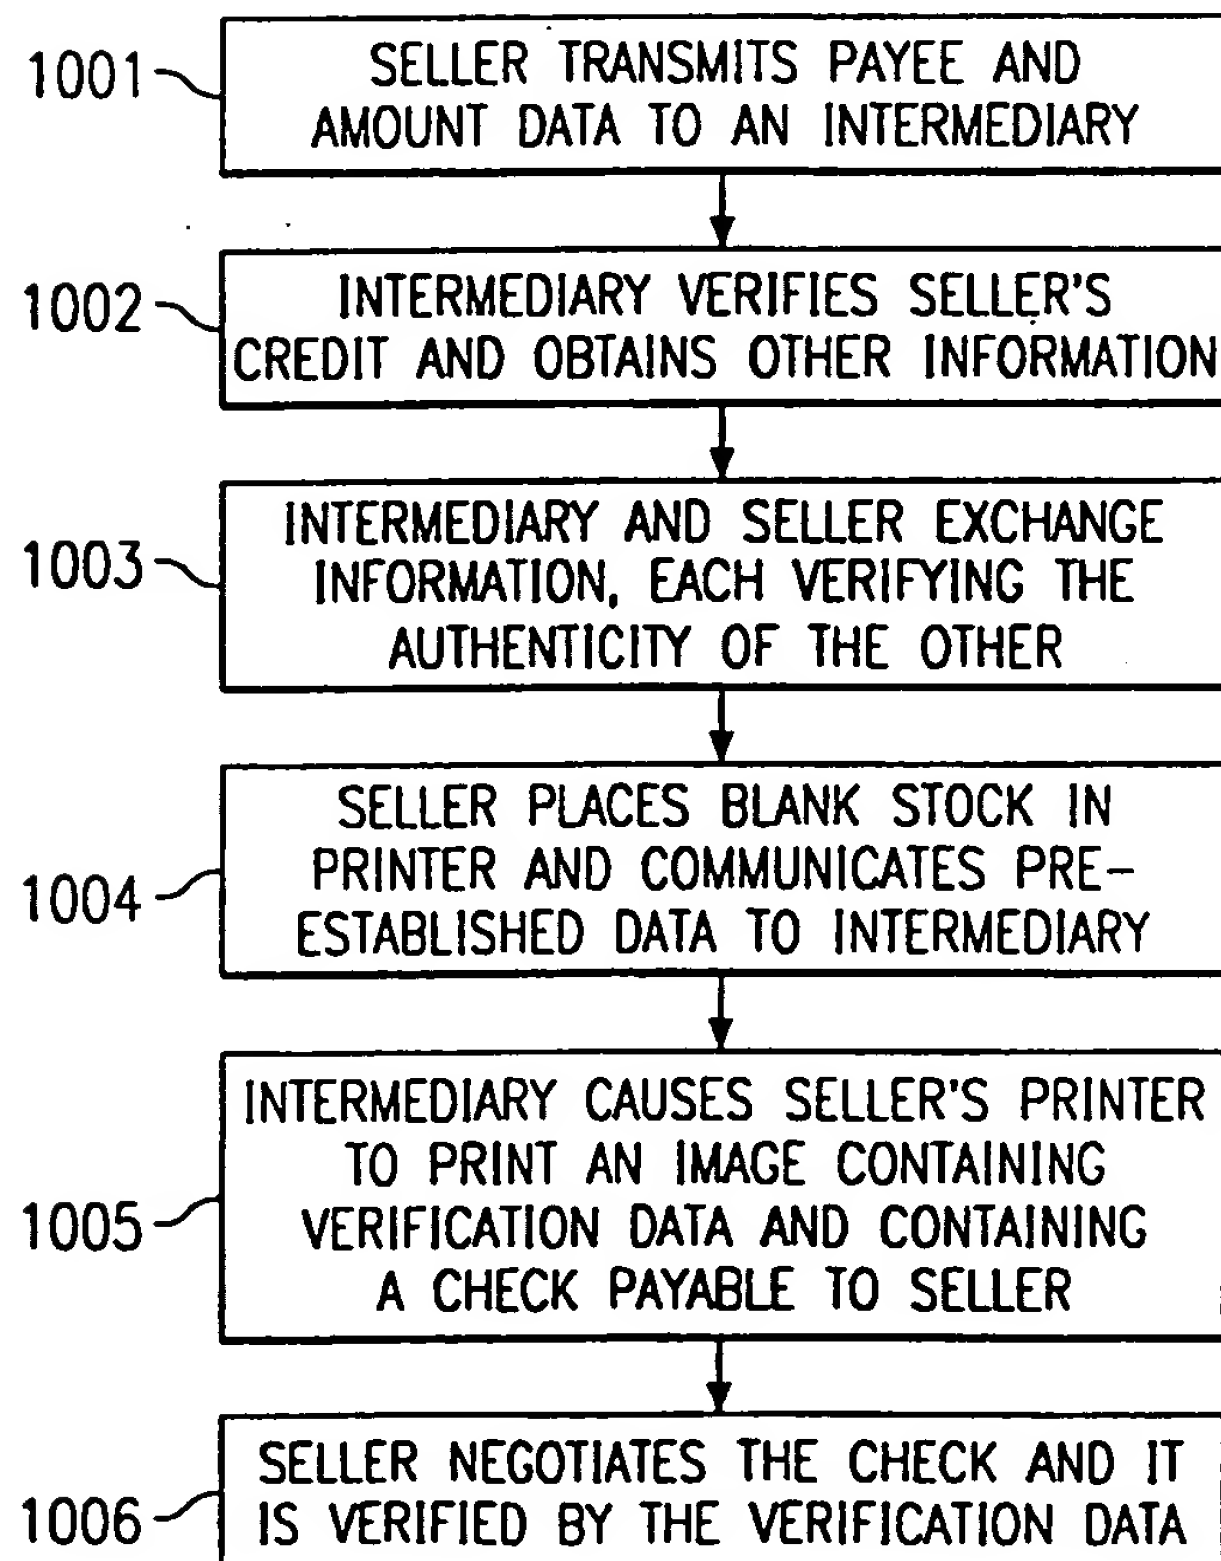 1001
SELLER TRANSMITS PAYEE AND
AMOUNT DATA TO AN INTERMEDIARY
1002
INTERMEDIARY VERIFIES SELLER'S
CREDIT AND OBTAINS OTHER INFORMATION
1003
INTERMEDIARY AND SELLER EXCHANGE
INFORMATION, EACH VERIFYING THE
AUTHENTICITY OF THE OTHER
1004
SELLER PLACES BLANK STOCK IN
PRINTER AND COMMUNICATES PRE-
ESTABLISHED DATA TO INTERMEDIARY
1005
INTERMEDIARY CAUSES SELLER'S PRINTER
TO PRINT AN IMAGE CONTAINING
VERIFICATION DATA AND CONTAINING
A CHECK PAYABLE TO SELLER
1006
SELLER NEGOTIATES THE CHECK AND IT
IS VERIFIED BY THE VERIFICATION DATA